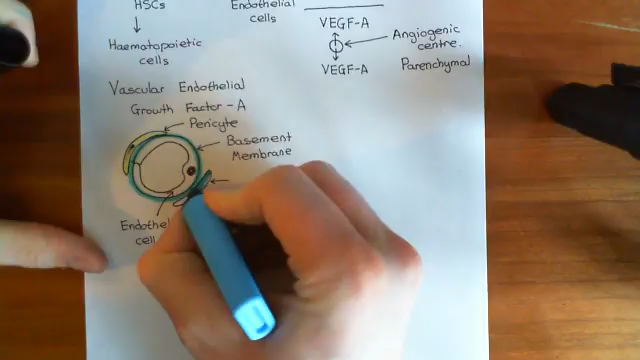 HSCs
Haematopoietic
cells
Endothelial
cells
VEGF-A
VEGF-A
Angiogenic
centre.
Parenchymal
Vascular Endothelial
Growth Factor-A
Pericyte
Basement
Membrane